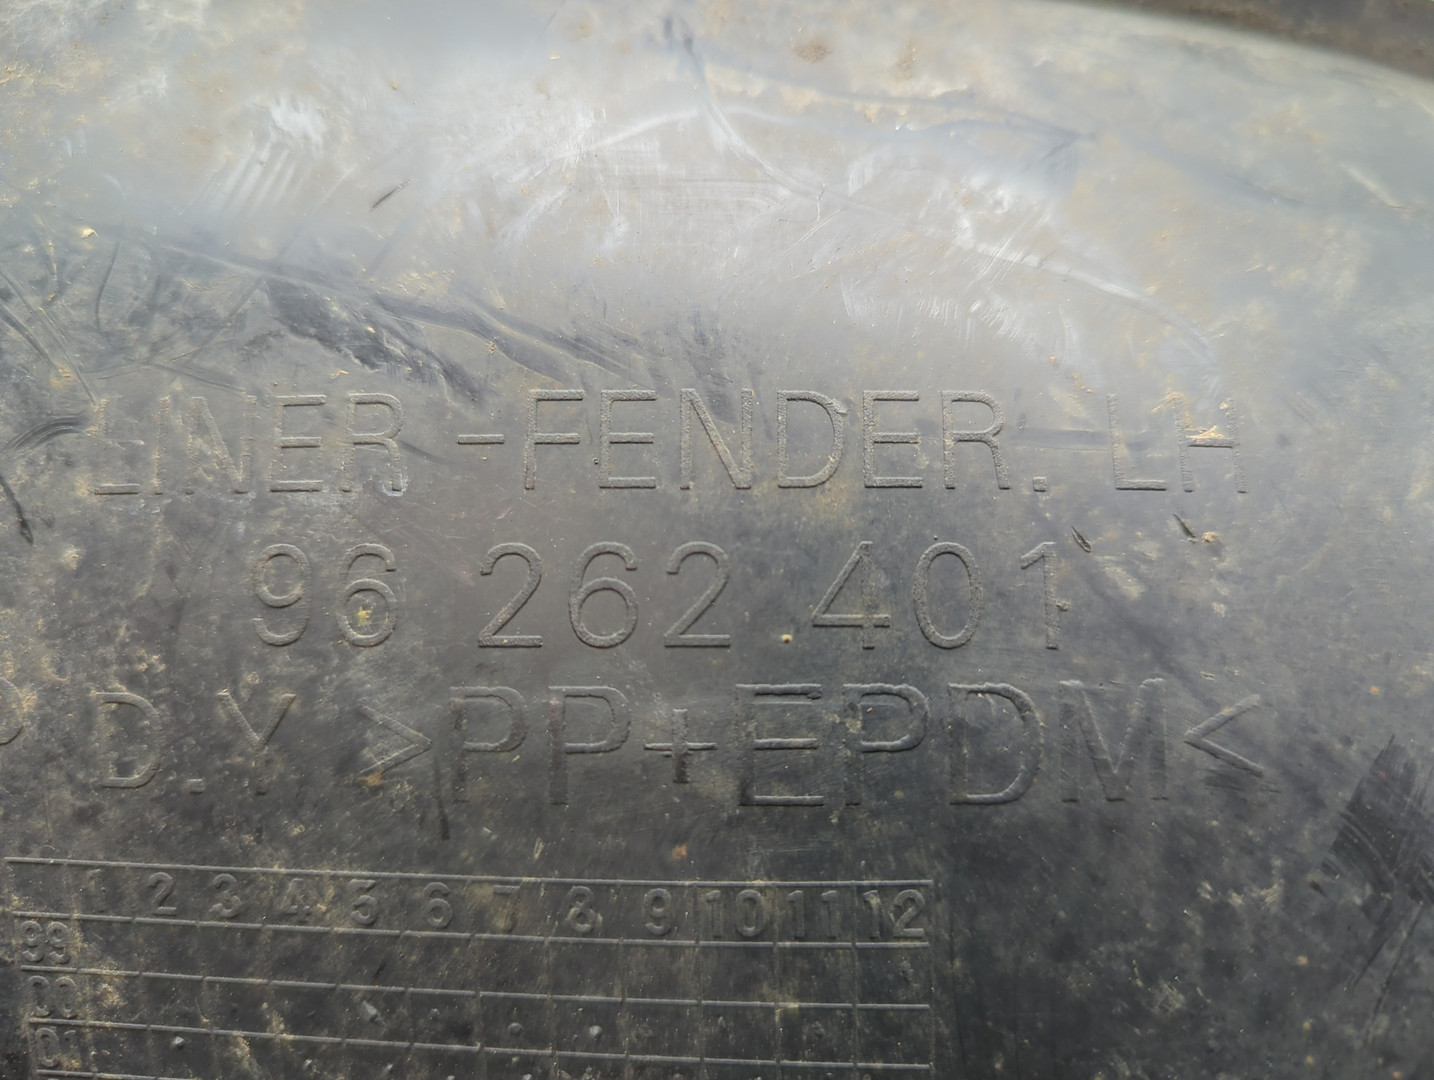 LINER-FENDER. LH
96 262 401
D.Y >PP+EPDM<
1 2 3 4 5 6 7 8 9 10 11 12
99
00
01